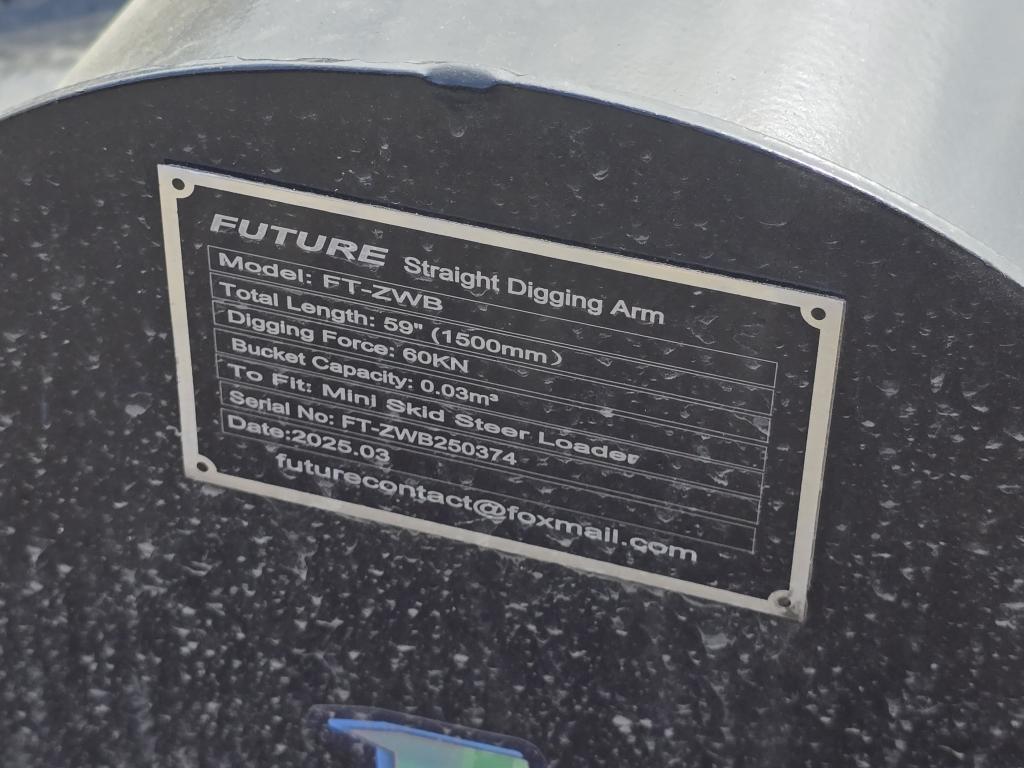 FUTURE Straight Digging Arm
Model: FT-ZWB
Total Length: 59" (1500mm)
Digging Force: 60KN
Bucket Capacity: 0.03m³
To Fit: Mini Skid Steer Loader
Serial No: FT-ZWB250374
Date:2025.03
futurecontact@foxmail.com